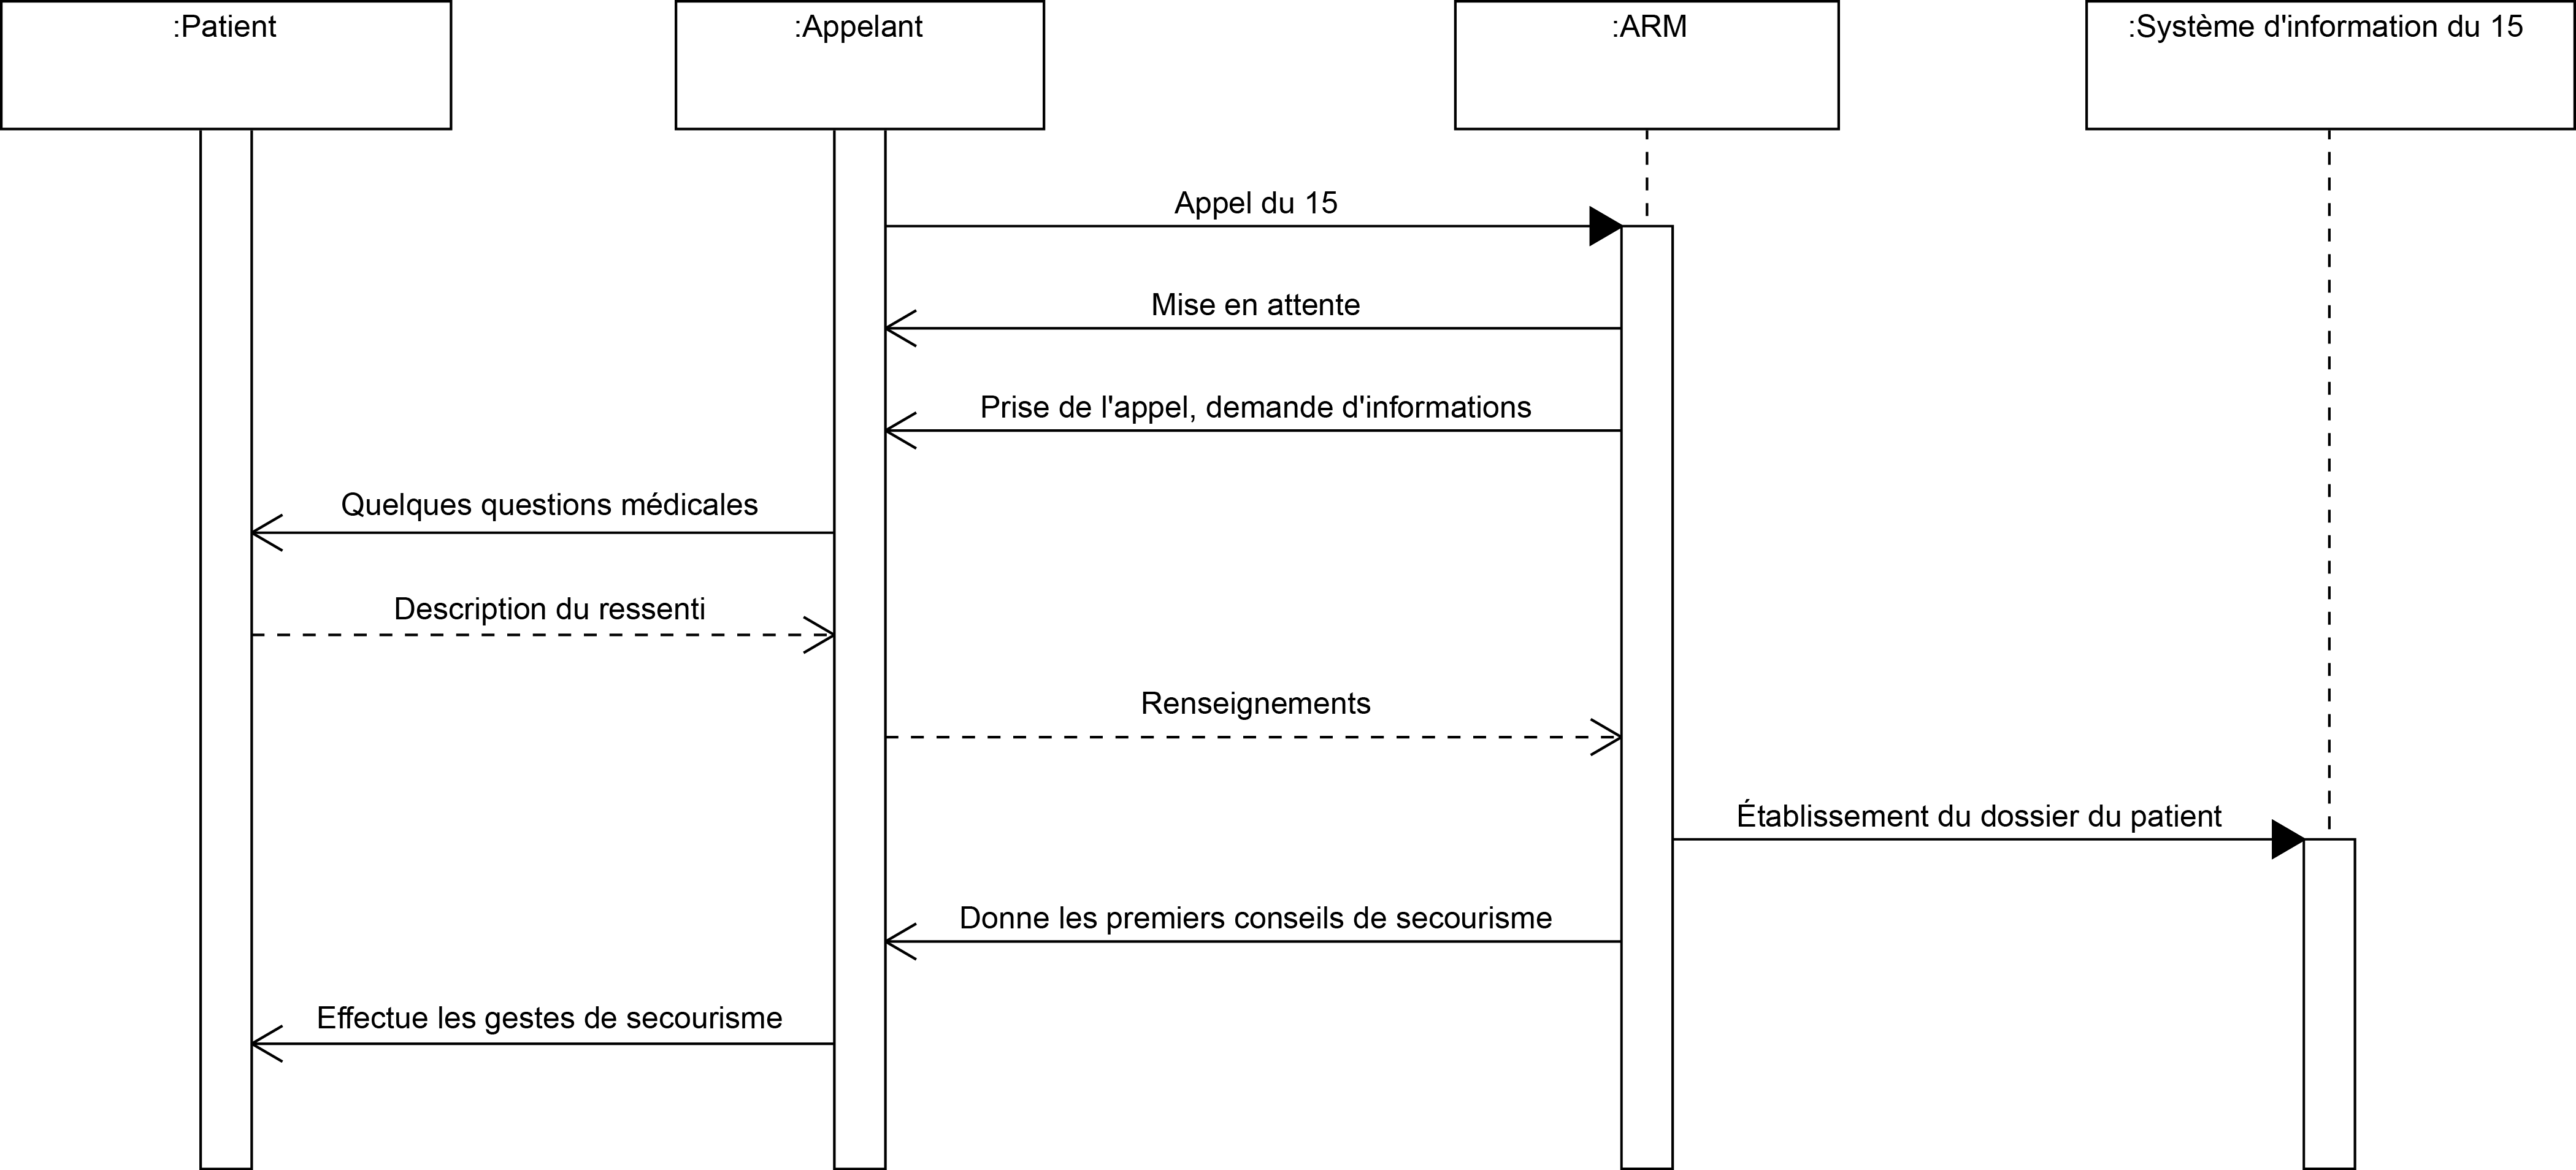 :Patient
:Appelant
:ARM
:Système d'information du 15
Appel du 15
Mise en attente
Prise de l'appel, demande d'informations
Quelques questions médicales
Description du ressenti
Renseignements
Établissement du dossier du patient
Donne les premiers conseils de secourisme
Effectue les gestes de secourisme